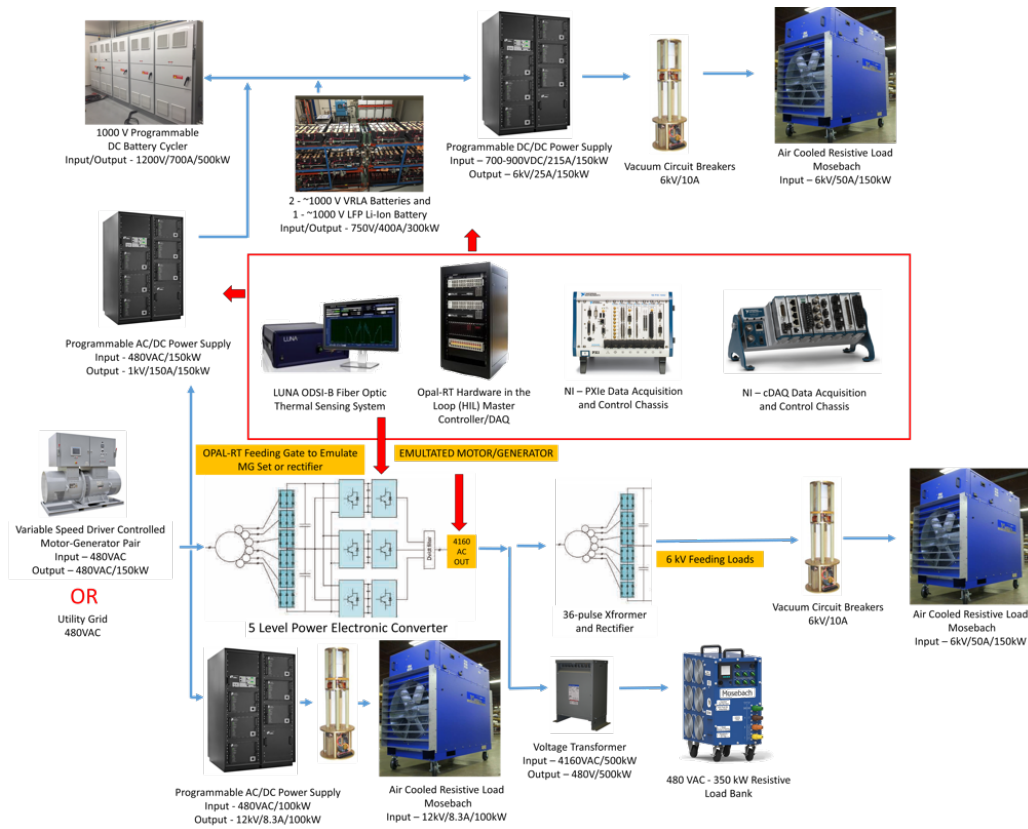 1000 V Programmable
DC Battery Cycler
Input/Output - 1200V/700A/500kW
2 - ~1000 V VRLA Batteries and
1 - ~1000 V LFP Li-Ion Battery
Input/Output - 750V/400A/300kW
Programmable DC/DC Power Supply
Input – 700-900VDC/215A/150kW
Output – 6kV/25A/150kW
Vacuum Circuit Breakers
6kV/10A
Air Cooled Resistive Load
Mosebach
Input – 6kV/50A/150kW
Programmable AC/DC Power Supply
Input - 480VAC/150kW
Output - 1kV/150A/150kW
LUNA
LUNA ODSI-B Fiber Optic
Thermal Sensing System
Opal-RT Hardware in the
Loop (HIL) Master
Controller/DAQ
NI – PXIe Data Acquisition
and Control Chassis
NI – cDAQ Data Acquisition
and Control Chassis
OPAL-RT Feeding Gate to Emulate
MG Set or rectifier
EMULTATED MOTOR/GENERATOR
Variable Speed Driver Controlled
Motor-Generator Pair
Input – 480VAC
Output – 480VAC/150kW
OR
Utility Grid
480VAC
4160
AC
OUT
5 Level Power Electronic Converter
36-pulse Xfrormer
and Rectifier
6 kV Feeding Loads
Vacuum Circuit Breakers
6kV/10A
Air Cooled Resistive Load
Mosebach
Input – 6kV/50A/150kW
Programmable AC/DC Power Supply
Input - 480VAC/100kW
Output - 12kV/8.3A/100kW
Air Cooled Resistive Load
Mosebach
Input – 12kV/8.3A/100kW
Voltage Transformer
Input – 4160VAC/500kW
Output – 480V/500kW
Mosebach
480 VAC - 350 kW Resistive
Load Bank